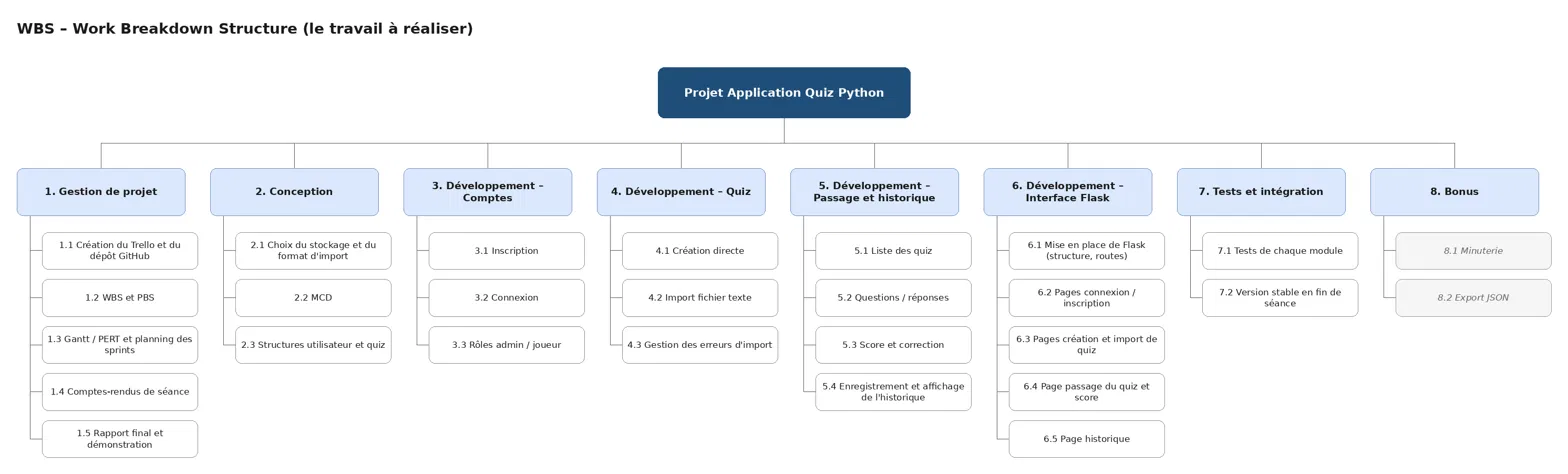 WBS – Work Breakdown Structure (le travail à réaliser)
Projet Application Quiz Python
1. Gestion de projet
1.1 Création du Trello et du
dépôt GitHub
1.2 WBS et PBS
1.3 Gantt / PERT et planning des
sprints
1.4 Comptes-rendus de séance
1.5 Rapport final et
démonstration
2. Conception
2.1 Choix du stockage et du
format d'import
2.2 MCD
2.3 Structures utilisateur et quiz
3. Développement –
Comptes
3.1 Inscription
3.2 Connexion
3.3 Rôles admin / joueur
4. Développement – Quiz
4.1 Création directe
4.2 Import fichier texte
4.3 Gestion des erreurs d'import
5. Développement –
Passage et historique
5.1 Liste des quiz
5.2 Questions / réponses
5.3 Score et correction
5.4 Enregistrement et affichage
de l'historique
6. Développement –
Interface Flask
6.1 Mise en place de Flask
(structure, routes)
6.2 Pages connexion /
inscription
6.3 Pages création et import de
quiz
6.4 Page passage du quiz et
score
6.5 Page historique
7. Tests et intégration
7.1 Tests de chaque module
7.2 Version stable en fin de
séance
8. Bonus
8.1 Minuterie
8.2 Export JSON